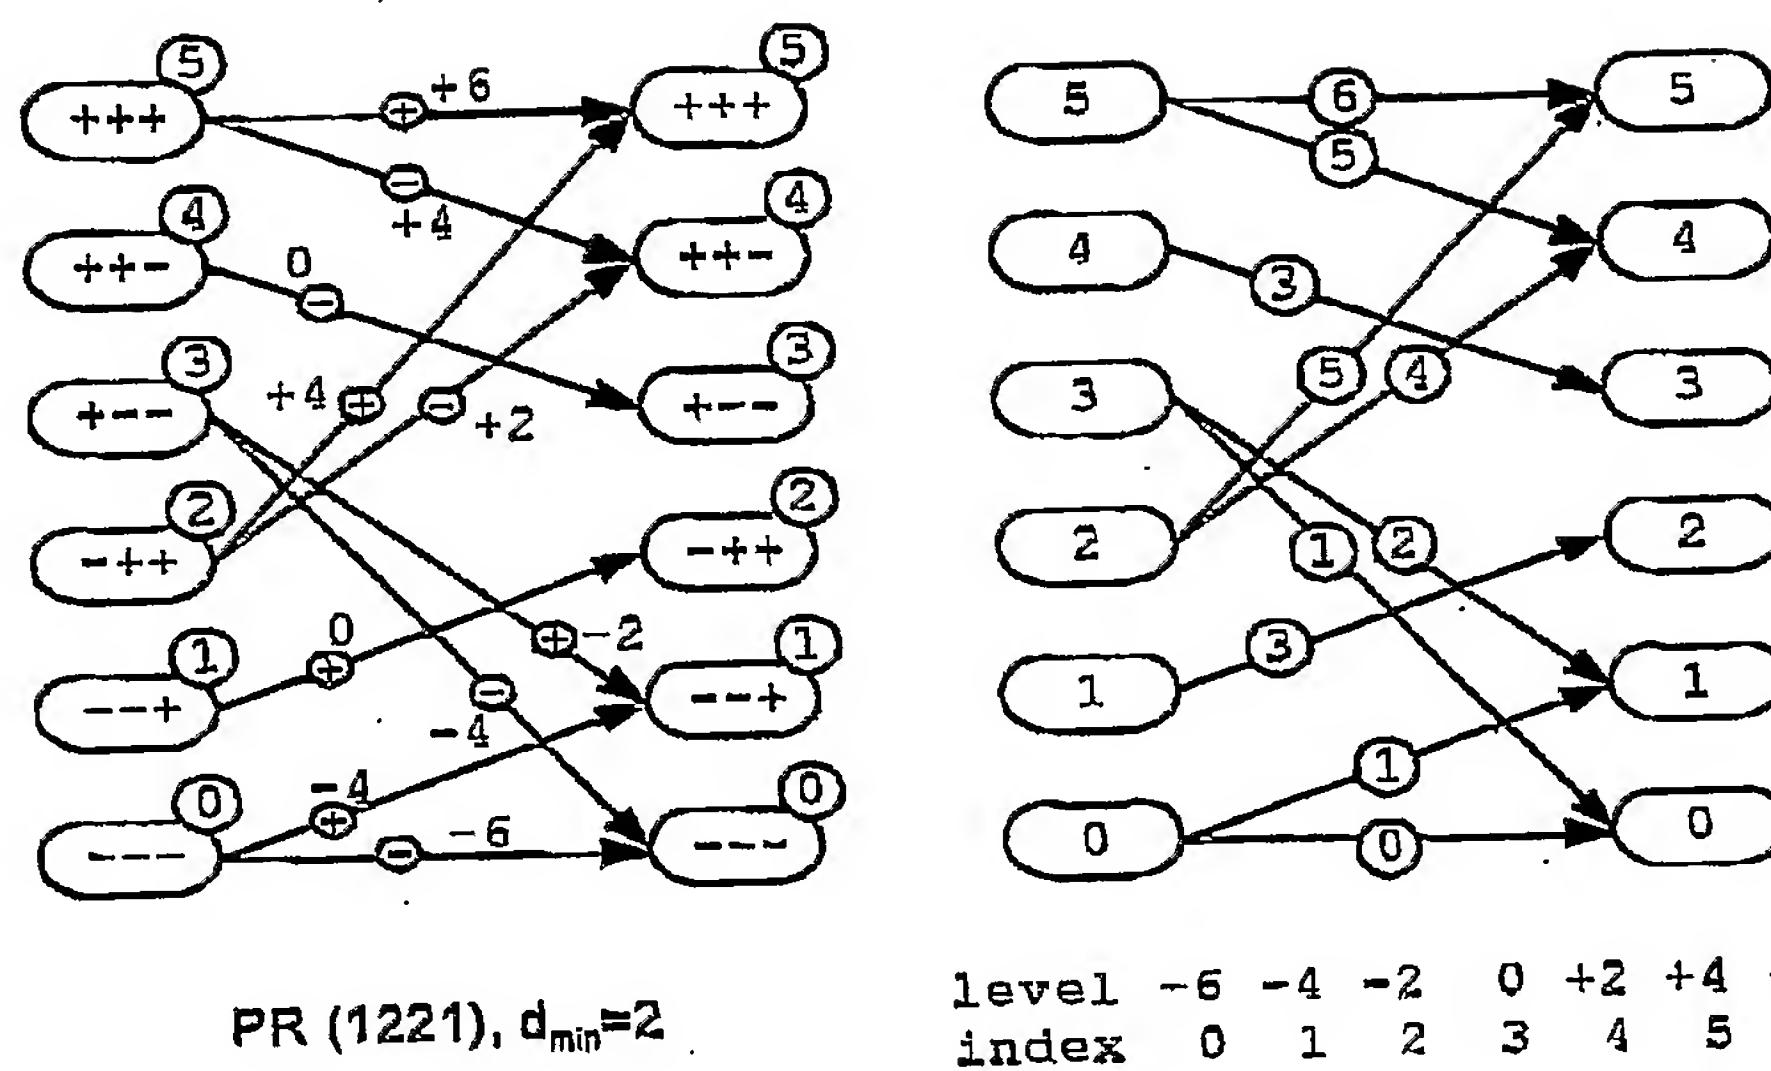 5 5
+++ + +6 +++ 5 6 5
- +4 5
4 4
++- 0 - ++- 4 3 4
3 3
+-- +4 + - +2 +-- 3 5 4 3
2 2
-++ -++ 2 1 2 2
1 0 + + -2 1
--+ - -4 --+ 1 3 1
0 -4 + 0
--- - -6 --- 0 1 0 0
level -6 -4 -2 0 +2 +4
PR (1221), dmin=2
index 0 1 2 3 4 5